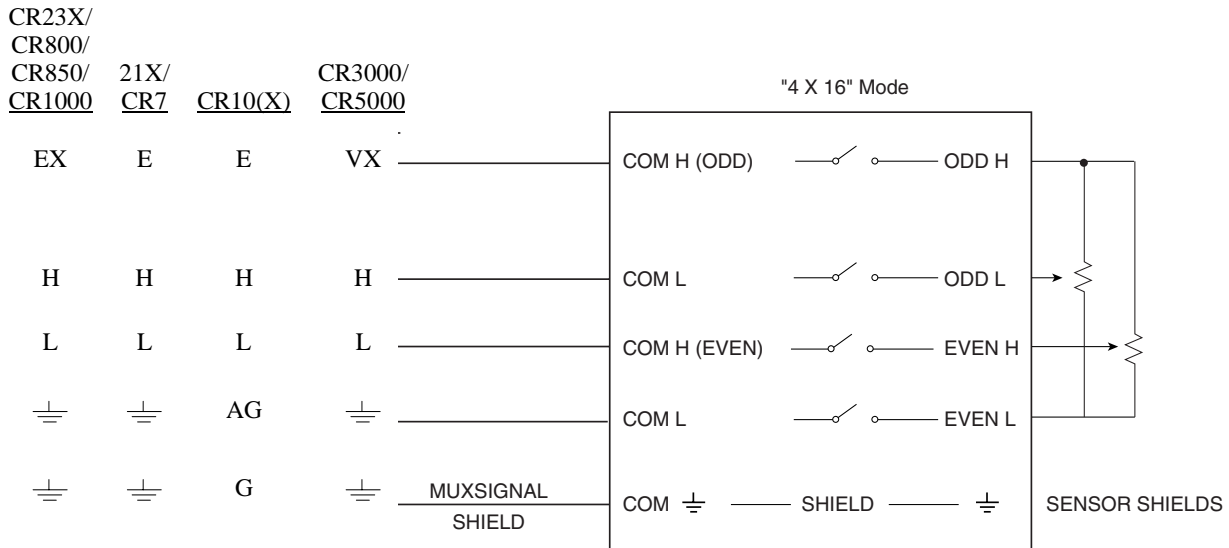 CR23X/
CR800/
CR850/ 21X/ CR3000/
CR1000 CR7 CR10(X) CR5000
"4 X 16" Mode
EX E E VX COM H (ODD) ODD H
H H H H COM L ODD L
L L L L COM H (EVEN) EVEN H
AG COM L EVEN L
G MUXSIGNAL COM SHIELD SENSOR SHIELDS
SHIELD